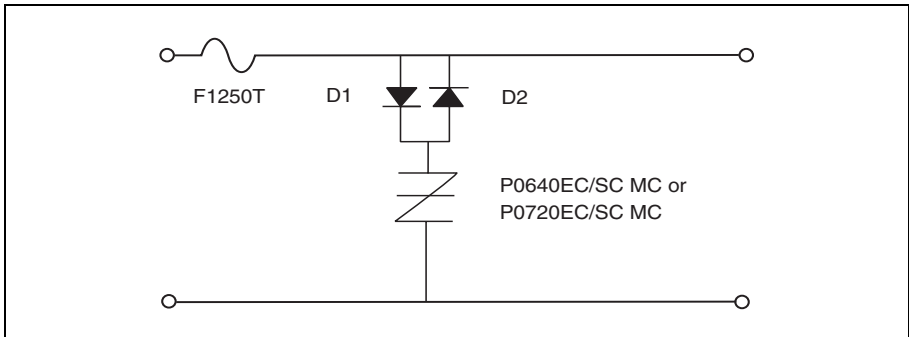 F1250T
D1
D2
P0640EC/SC MC or
P0720EC/SC MC